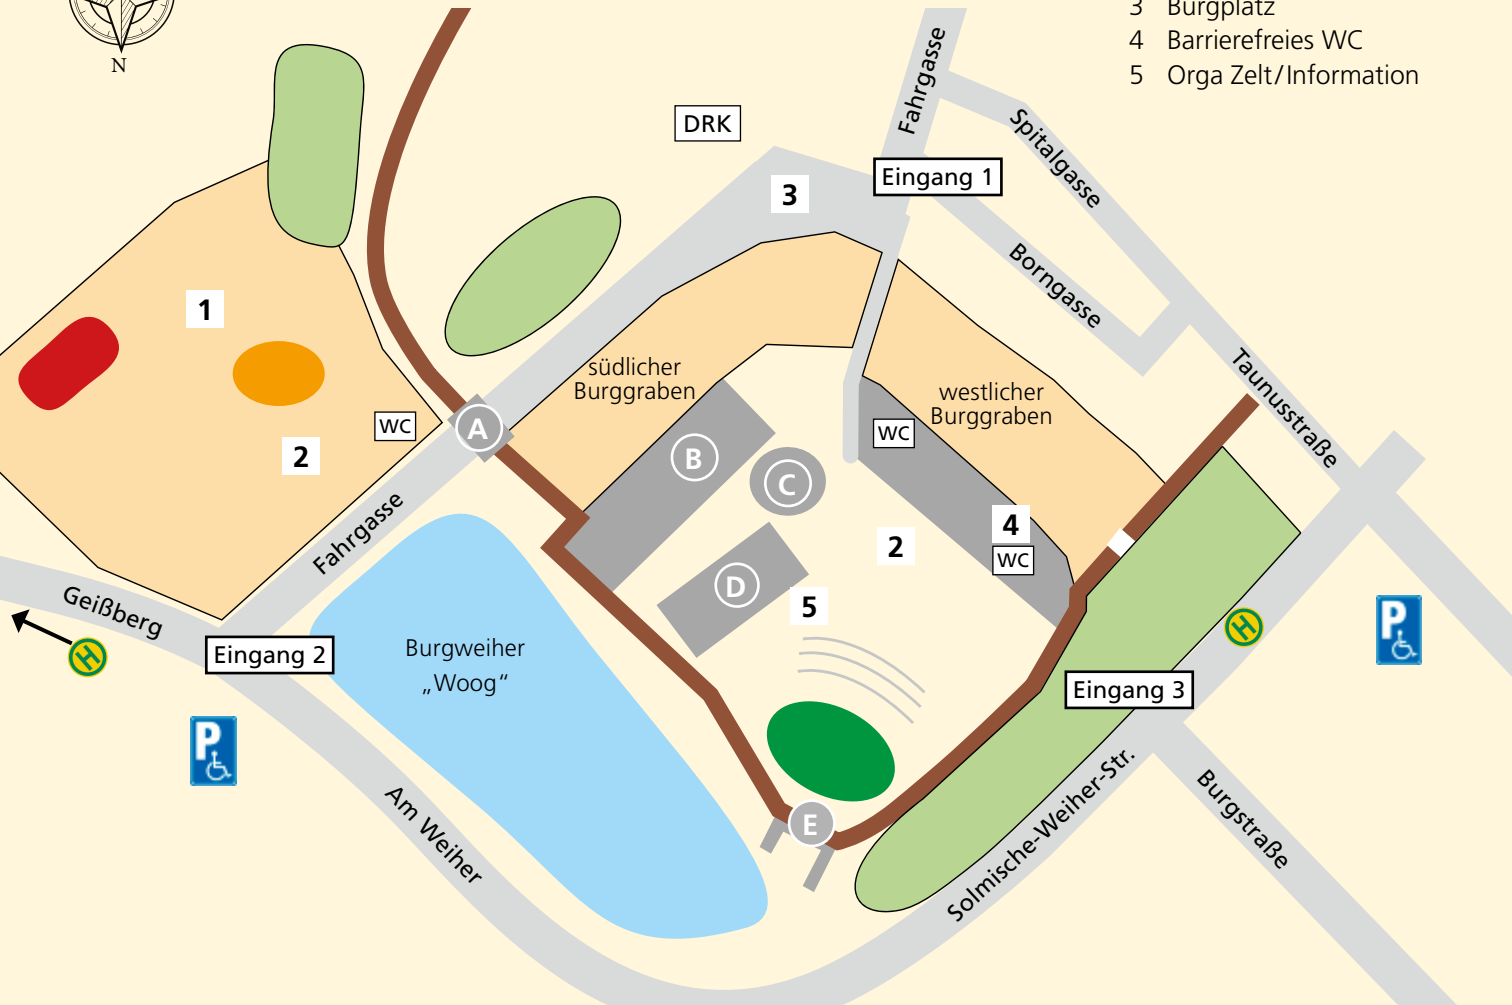 3 Burgplatz
4 Barrierefreies WC
5 Orga Zelt/Information
N
DRK
Fahrgasse
Spitalgasse
Eingang 1
3
Borngasse
1
südlicher
Burggraben
westlicher
Burggraben
Taunusstraße
WC
A
WC
2
B
C
4
2
WC
Fahrgasse
D
5
Geißberg
H
Eingang 2
Burgweiher
„Woog“
H
P
Eingang 3
P
Am Weiher
E
Solmische-Weiher-Str.
Burgstraße